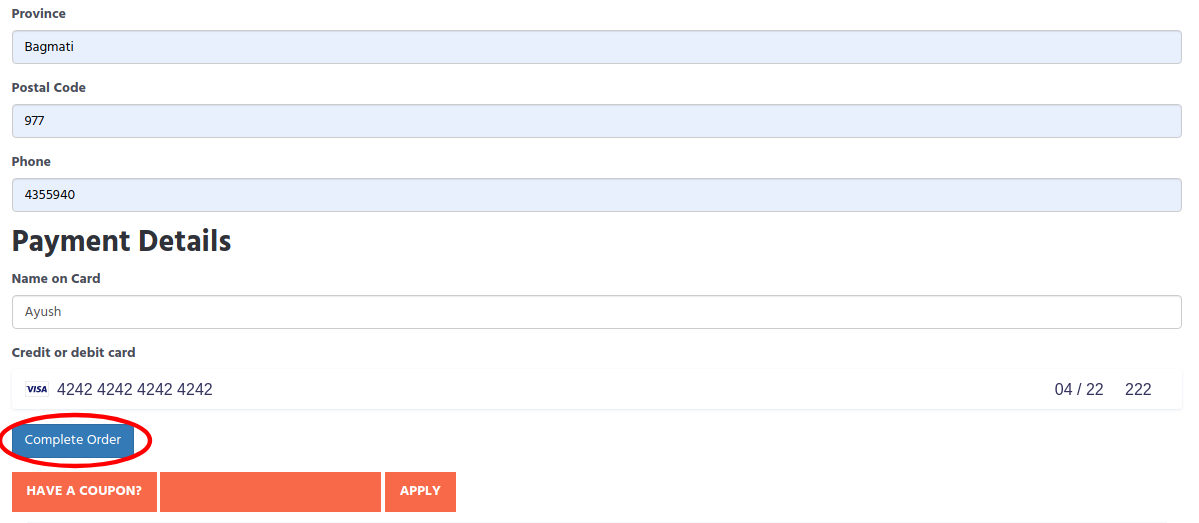 Province
Bagmati
Postal Code
977
Phone
4355940
Payment Details
Name on Card
Ayush
Credit or debit card
VISA 4242 4242 4242 4242 04 / 22 222
Complete Order
HAVE A COUPON? APPLY